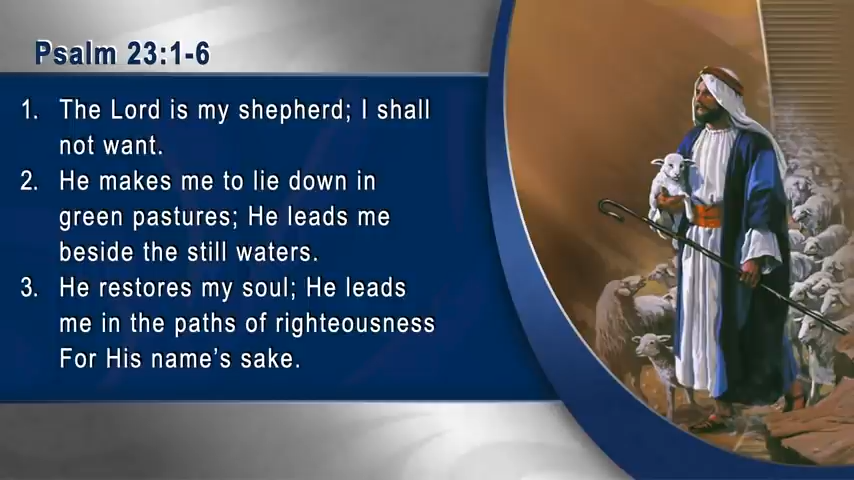 Psalm 23:1-6
1. The Lord is my shepherd; I shall
not want.
2. He makes me to lie down in
green pastures; He leads me
beside the still waters.
3. He restores my soul; He leads
me in the paths of righteousness
For His name’s sake.